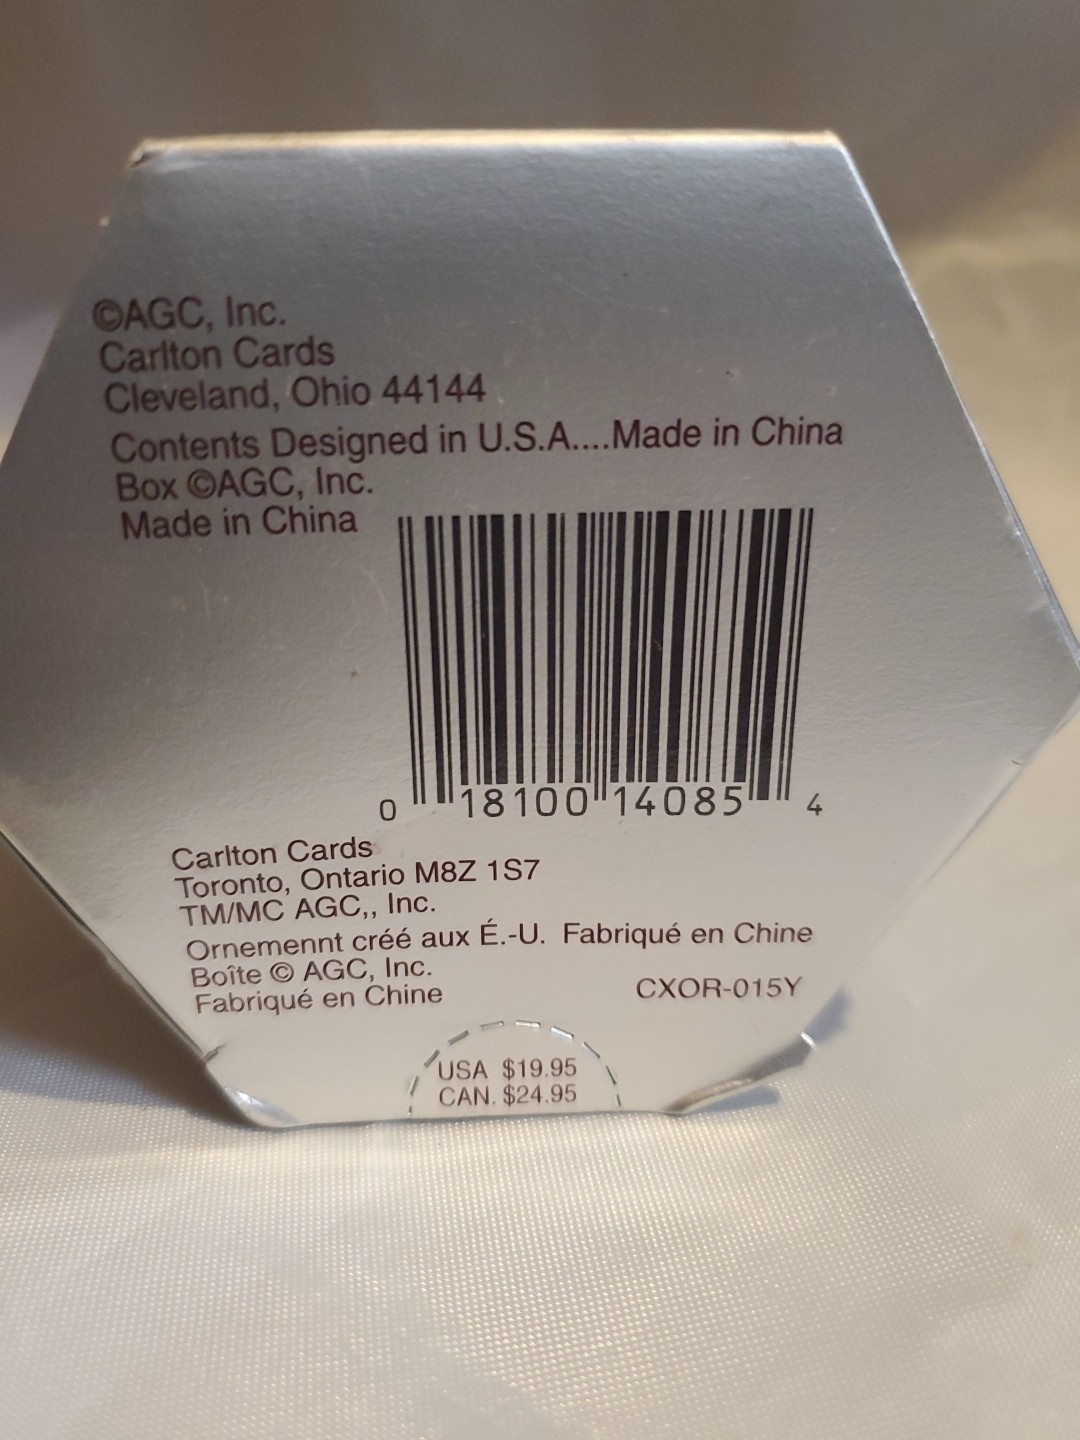 ©AGC, Inc.
Carlton Cards
Cleveland, Ohio 44144
Contents Designed in U.S.A....Made in China
Box ©AGC, Inc.
Made in China
0 18100 14085 4
Carlton Cards
Toronto, Ontario M8Z 1S7
TM/MC AGC,, Inc.
Ornemennt créé aux É.-U. Fabriqué en Chine
Boîte © AGC, Inc.
Fabriqué en Chine CXOR-015Y
USA $19.95
CAN. $24.95